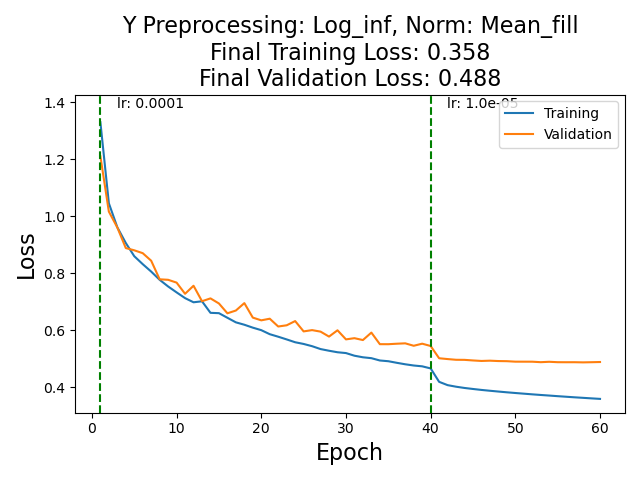 Y Preprocessing: Log_inf, Norm: Mean_fill
Final Training Loss: 0.358
Final Validation Loss: 0.488
lr: 0.0001
lr: 1.0e-05
Training
Validation
1.4
1.2
1.0
0.8
0.6
0.4
Loss
0 10 20 30 40 50 60
Epoch